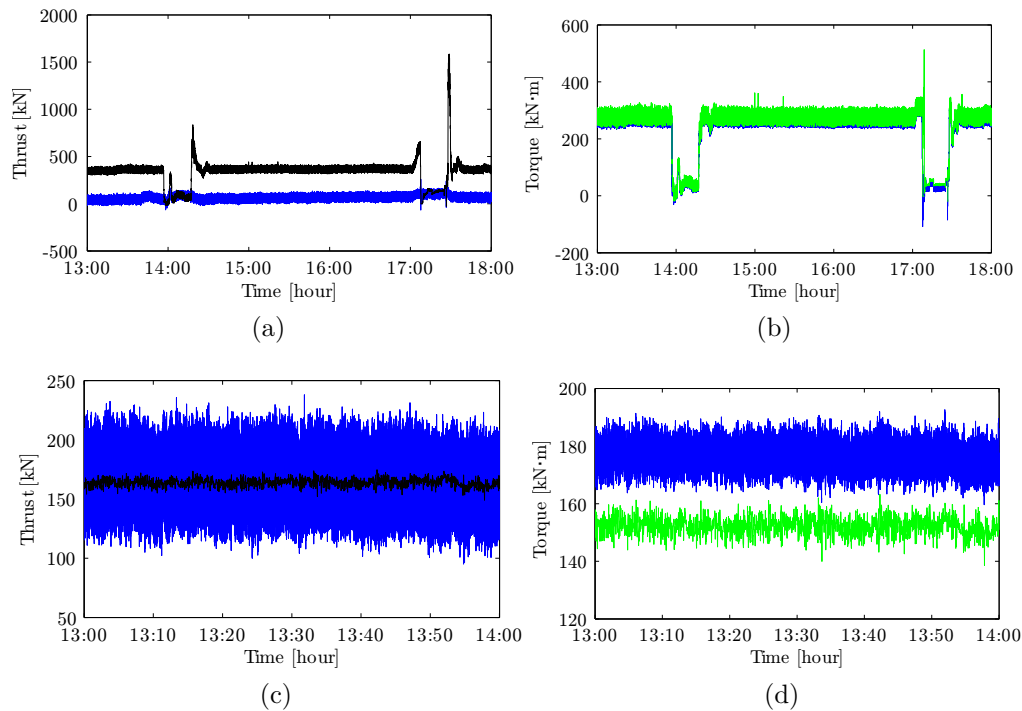 2000
1500
1000
500
0
-500
Thrust [kN]
13:00 14:00 15:00 16:00 17:00 18:00
Time [hour]
(a)
600
400
200
0
-200
Torque [kN·m]
13:00 14:00 15:00 16:00 17:00 18:00
Time [hour]
(b)
250
200
150
100
50
Thrust [kN]
13:00 13:10 13:20 13:30 13:40 13:50 14:00
Time [hour]
(c)
200
180
160
140
120
Torque [kN·m]
13:00 13:10 13:20 13:30 13:40 13:50 14:00
Time [hour]
(d)